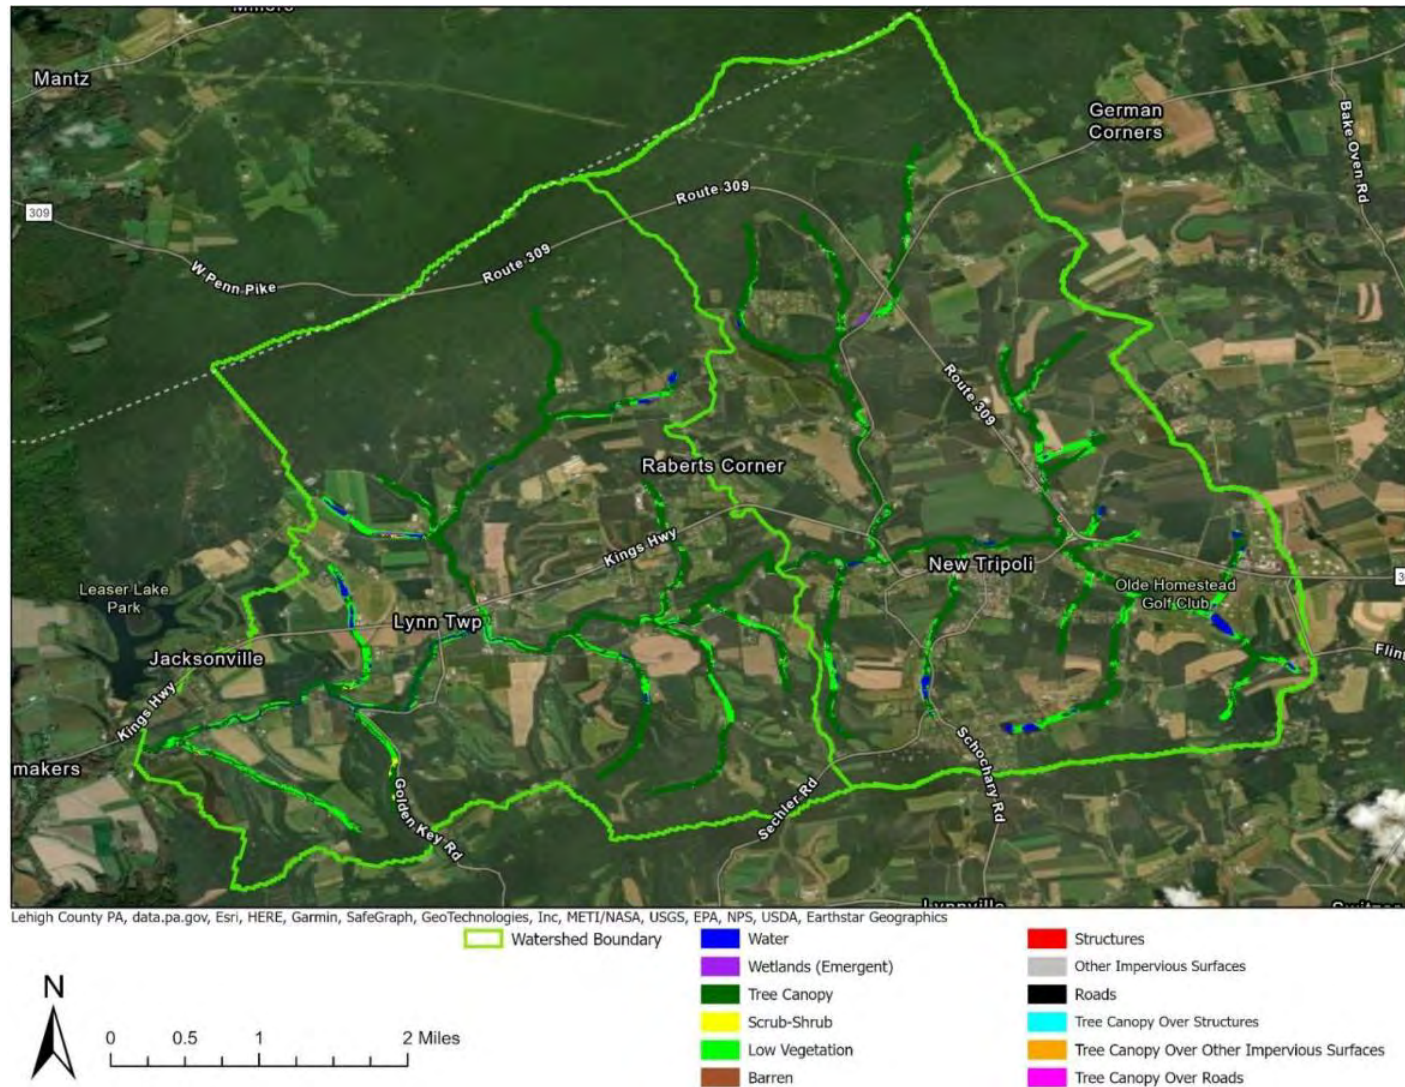 Mantz
German
Corners
Bake Oven Rd
309
Route 309
W Penn Pike
Route 309
Route 309
Raberts Corner
Kings Hwy
New Tripoli
Leaser Lake
Park
Olde Homestead
Golf Club
Lynn Twp
Jacksonville
Flint
Kings Hwy
makers
Golden Key Rd
Sechler Rd
Schochary Rd
Lynnville
Lehigh County PA, data.pa.gov, Esri, HERE, Garmin, SafeGraph, GeoTechnologies, Inc, METI/NASA, USGS, EPA, NPS, USDA, Earthstar Geographics
Watershed Boundary
Water
Wetlands (Emergent)
Tree Canopy
Scrub-Shrub
Low Vegetation
Barren
Structures
Other Impervious Surfaces
Roads
Tree Canopy Over Structures
Tree Canopy Over Other Impervious Surfaces
Tree Canopy Over Roads
N
0 0.5 1 2 Miles